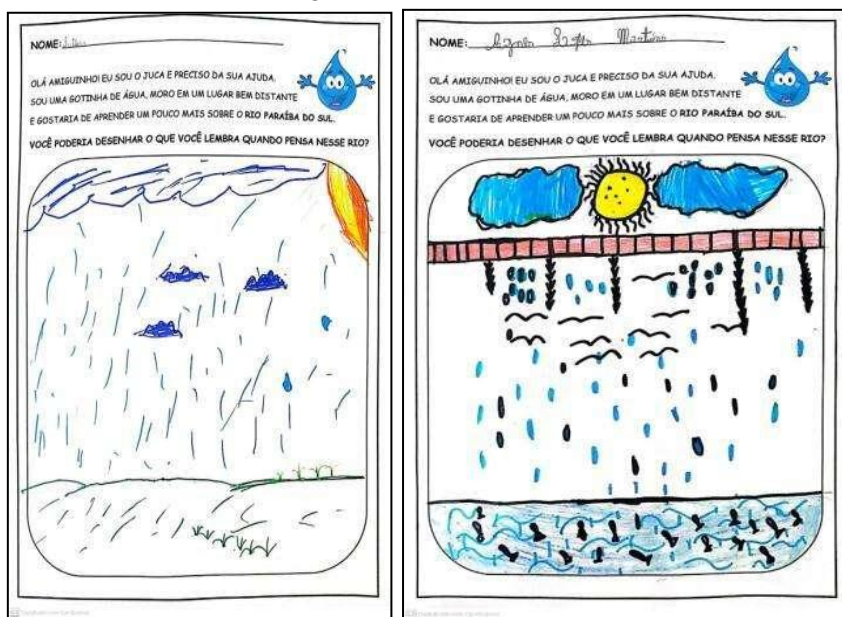 NOME:
OLÁ AMIGUINHO! EU SOU O JUCA E PRECISO DA SUA AJUDA.
SOU UMA GOTINHA DE ÁGUA, MORO EM UM LUGAR BEM DISTANTE
E GOSTARIA DE APRENDER UM POUCO MAIS SOBRE O RIO PARAÍBA DO SUL.
VOCÊ PODERIA DESENHAR O QUE VOCÊ LEMBRA QUANDO PENSA NESSE RIO?
NOME: Martins
OLÁ AMIGUINHO! EU SOU O JUCA E PRECISO DA SUA AJUDA.
SOU UMA GOTINHA DE ÁGUA, MORO EM UM LUGAR BEM DISTANTE
E GOSTARIA DE APRENDER UM POUCO MAIS SOBRE O RIO PARAÍBA DO SUL.
VOCÊ PODERIA DESENHAR O QUE VOCÊ LEMBRA QUANDO PENSA NESSE RIO?